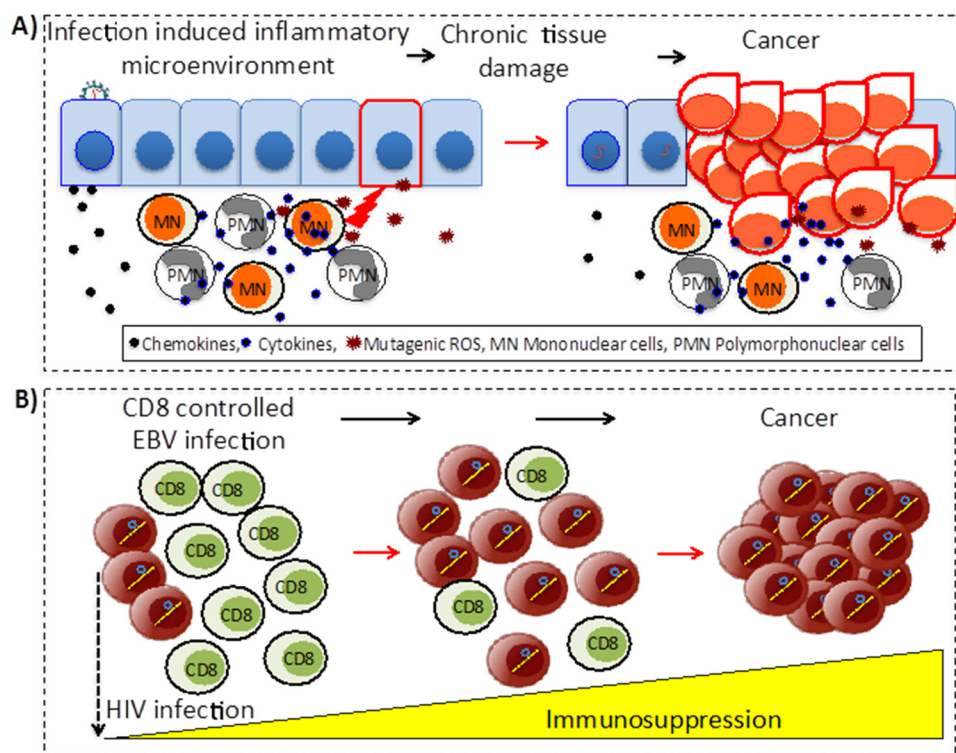 A)
Infection induced inflammatory
microenvironment
Chronic tissue
damage
Cancer
MN
PMN
MN
PMN
MN
PMN
MN
PMN
MN
PMN
Chemokines, Cytokines, Mutagenic ROS, MN Mononuclear cells, PMN Polymorphonuclear cells
B)
CD8 controlled
EBV infection
Cancer
CD8
CD8
CD8
CD8
CD8
CD8
CD8
CD8
CD8
CD8
CD8
HIV infection
Immunosuppression